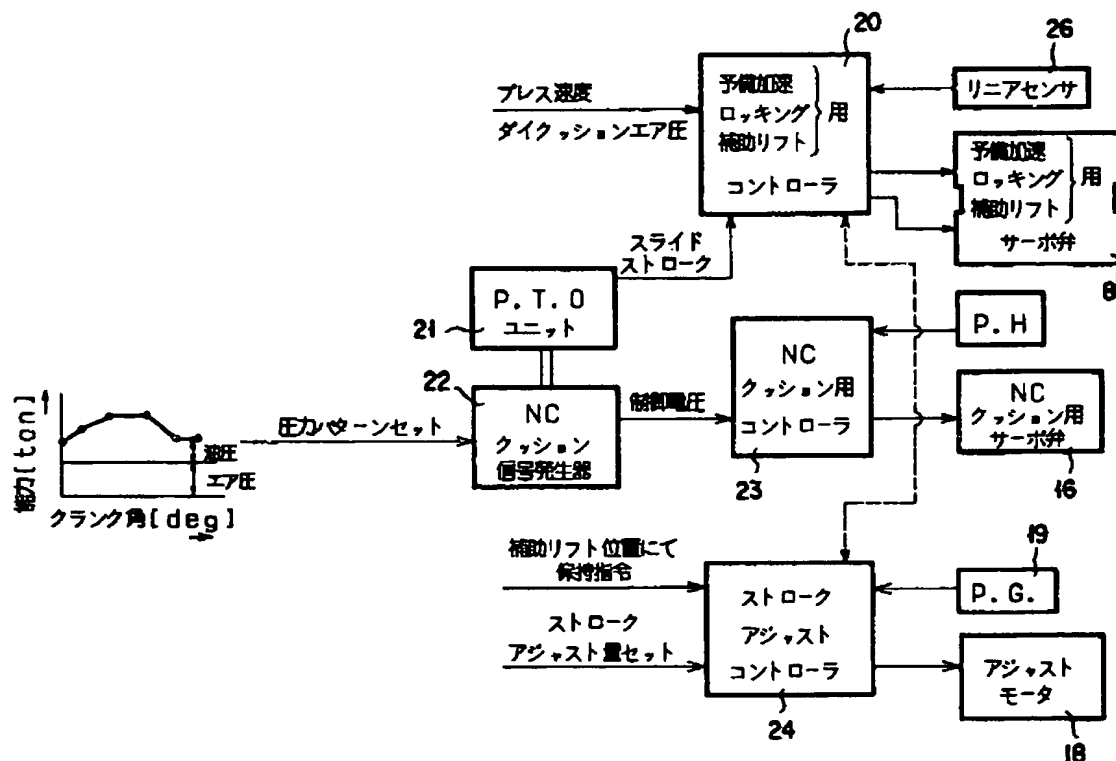 20
26
予備加速
ロッキング
補助リフト
用
コントローラ
リニアセンサ
プレス速度
ダイクッションエア圧
予備加速
ロッキング
補助リフト
用
サーボ弁
8
スライド
ストローク
P.T.O
ユニット
21
22
NC
クッション
信号発生器
制御電圧
NC
クッション用
コントローラ
23
P.H
NC
クッション用
サーボ弁
16
圧力パターンセット
能力[tan]
液圧
エア圧
クランク角[deg]
補助リフト位置にて
保持指令
ストローク
アジャスト量セット
ストローク
アジャスト
コントローラ
24
19
P.G.
アジャスト
モータ
18